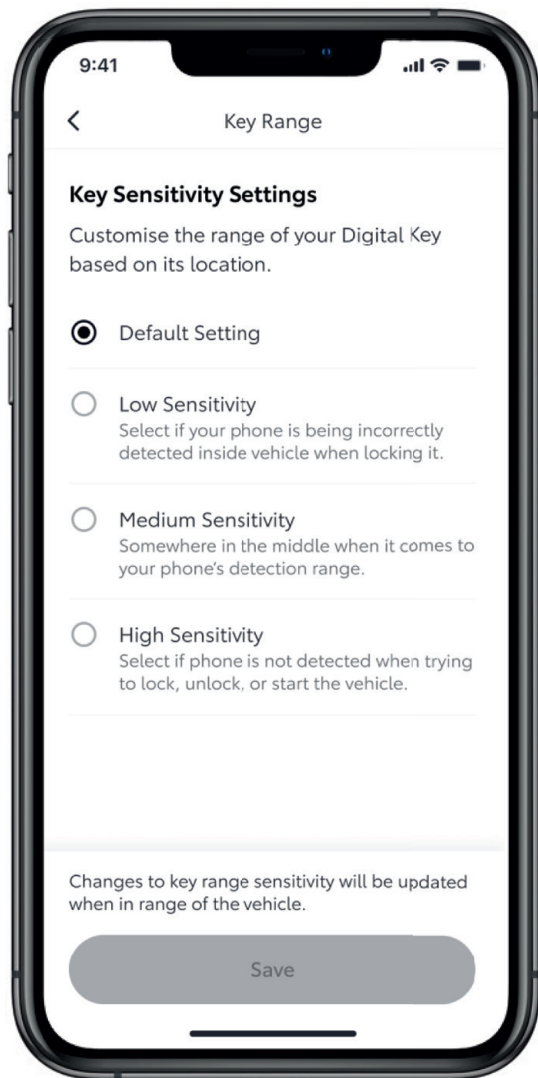 9:41
Key Range
Key Sensitivity Settings
Customise the range of your Digital Key
based on its location.
Default Setting
Low Sensitivity
Select if your phone is being incorrectly
detected inside vehicle when locking it.
Medium Sensitivity
Somewhere in the middle when it comes to
your phone's detection range.
High Sensitivity
Select if phone is not detected when trying
to lock, unlock, or start the vehicle.
Changes to key range sensitivity will be updated
when in range of the vehicle.
Save